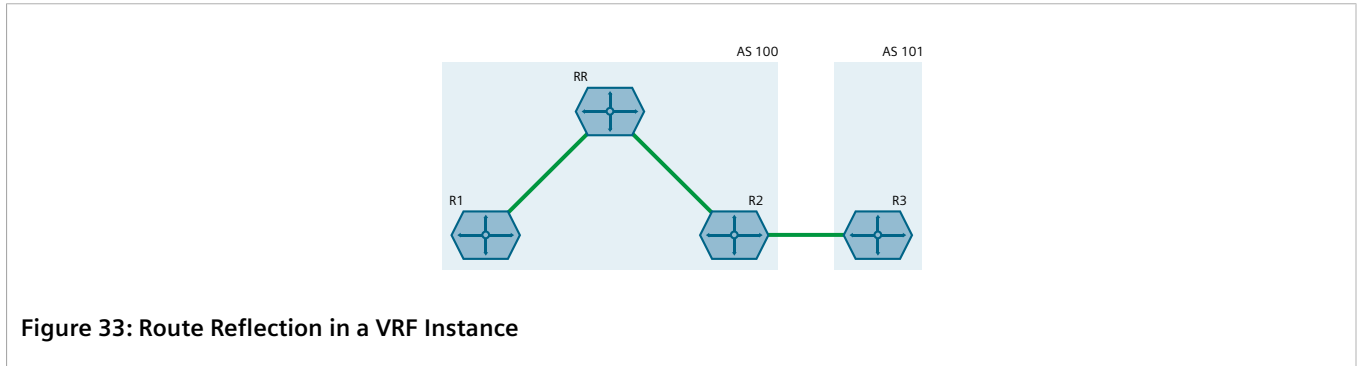 AS 100
AS 101
RR
R1
R2
R3
Figure 33: Route Reflection in a VRF Instance